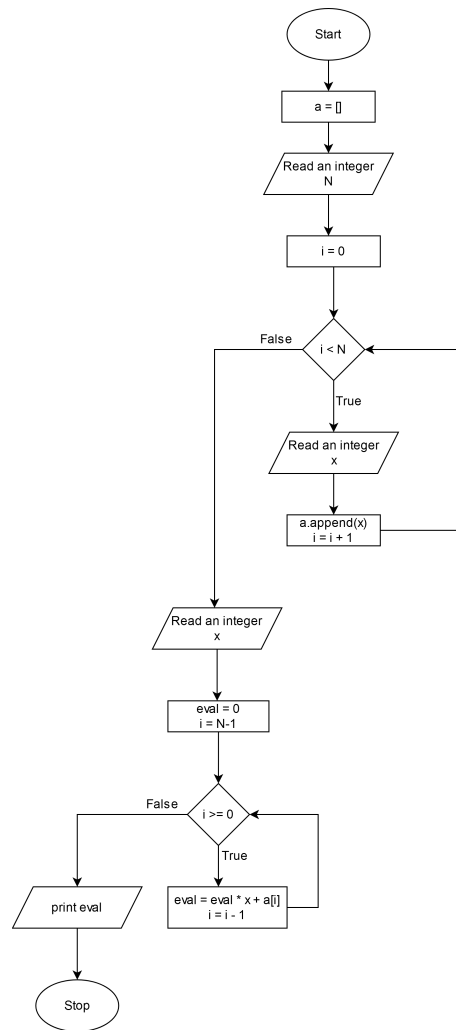 Start
a = []
Read an integer
N
i = 0
False
i < N
True
Read an integer
x
a.append(x)
i = i + 1
Read an integer
x
eval = 0
i = N-1
False
i >= 0
True
print eval
eval = eval * x + a[i]
i = i - 1
Stop